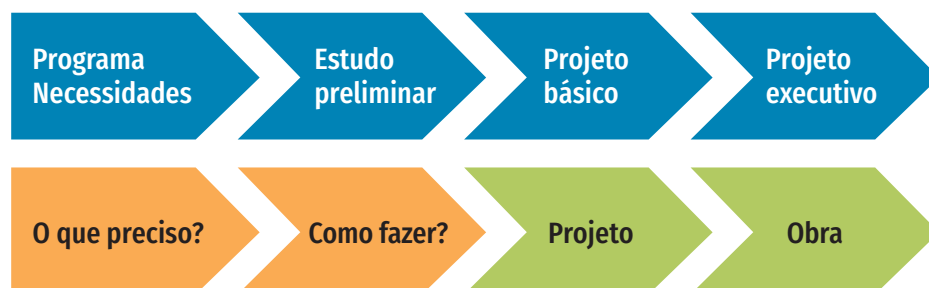 Programa
Necessidades
Estudo
preliminar
Projeto
básico
Projeto
executivo
O que preciso?
Como fazer?
Projeto
Obra